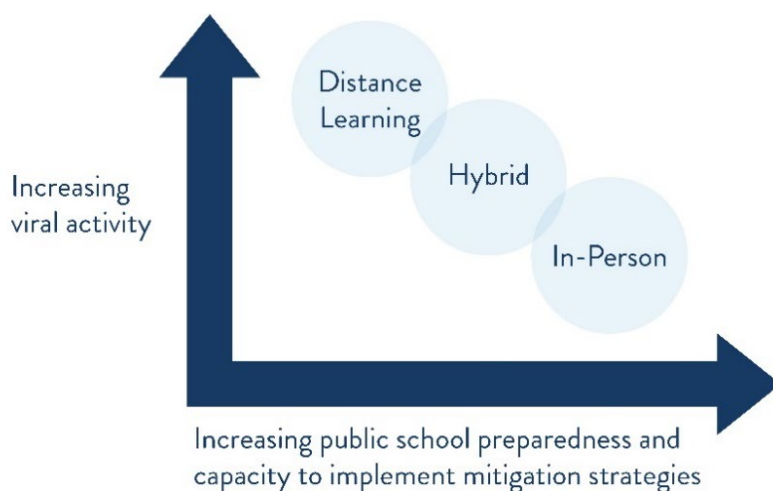 Distance
Learning
Hybrid
In-Person
Increasing
viral activity
Increasing public school preparedness and
capacity to implement mitigation strategies